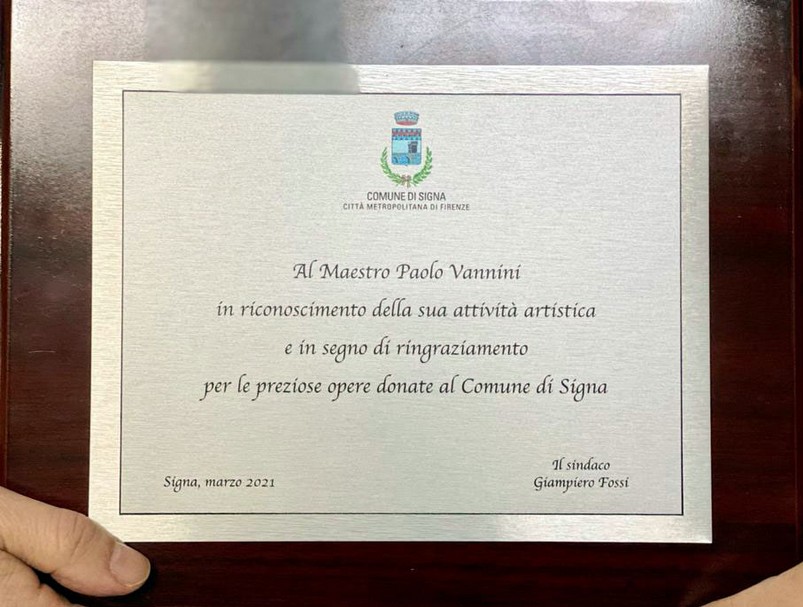 COMUNE DI SIGNA
CITTÀ METROPOLITANA DI FIRENZE
Al Maestro Paolo Vannini
in riconoscimento della sua attività artistica
e in segno di ringraziamento
per le preziose opere donate al Comune di Signa
Signa, marzo 2021
Il sindaco
Giampiero Fossi